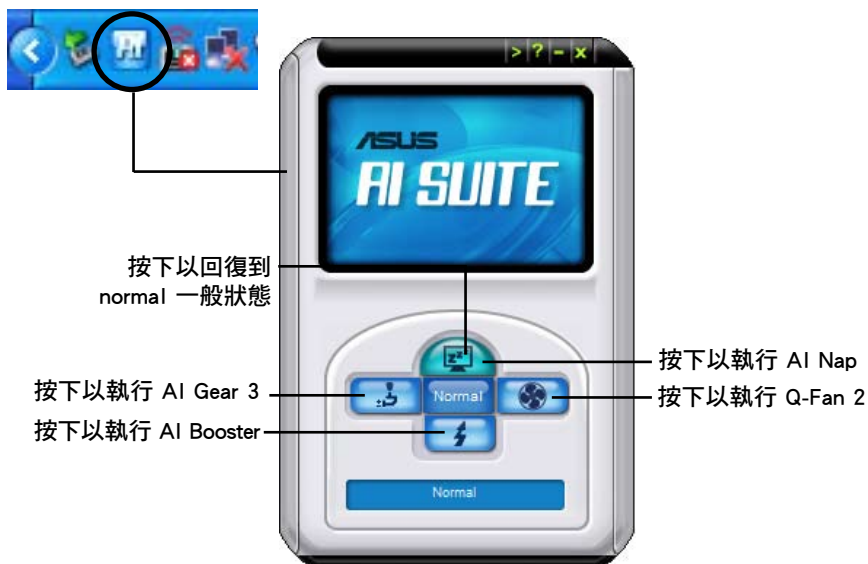 Ai
> ? - x
ASUS
AI SUITE
按下以回復到
normal 一般狀態
zzz
按下以執行 AI Nap
按下以執行 AI Gear 3
Normal
按下以執行 Q-Fan 2
按下以執行 AI Booster
Normal